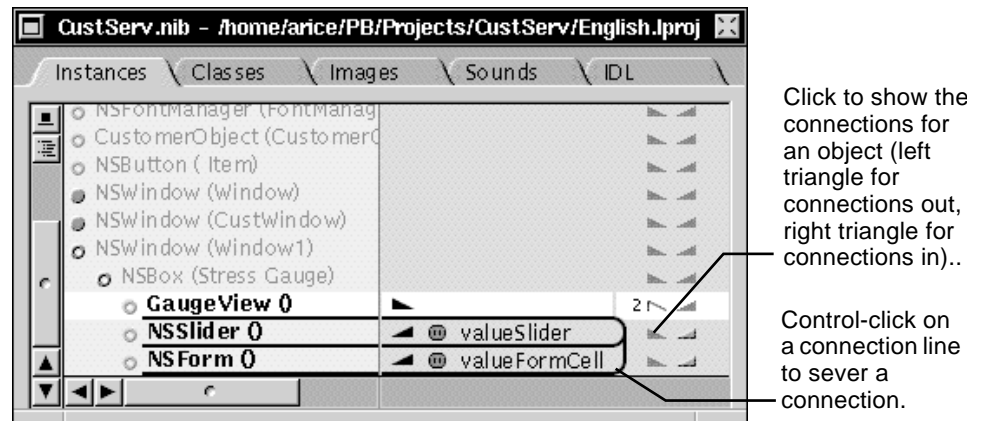 CustServ.nib – /home/arice/PB/Projects/CustServ/English.lproj
Instances Classes Images Sounds IDL
NSFontManager (FontManag
CustomerObject (Customer
NSButton ( Item)
NSWindow (Window)
NSWindow (CustWindow)
NSWindow (Window1)
NSBox (Stress Gauge)
GaugeView ()
2
NSSlider ()
valueSlider
NSForm ()
valueFormCell
Click to show the
connections for
an object (left
triangle for
connections out,
right triangle for
connections in)..
Control-click on
a connection line
to sever a
connection.